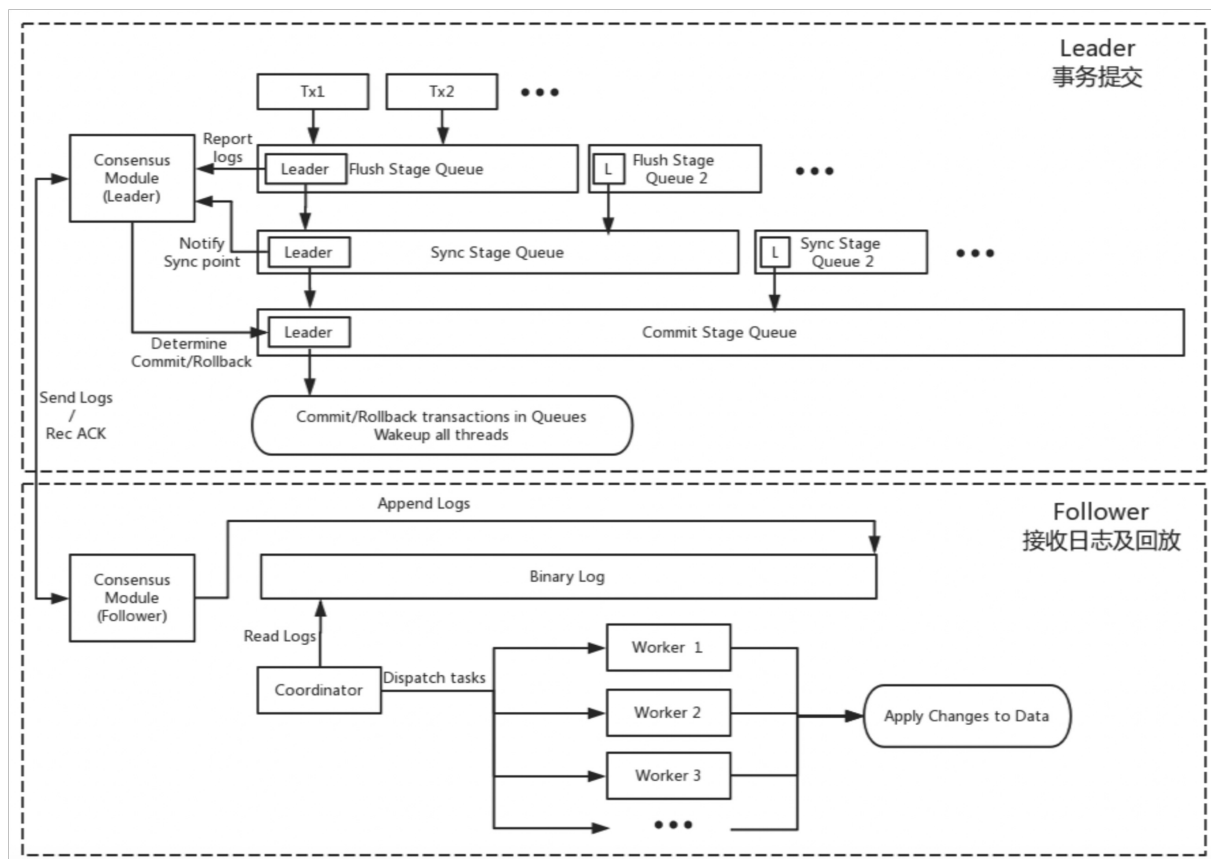 Leader
事务提交
Tx1
Tx2
Report
logs
Consensus
Module
(Leader)
Leader
Flush Stage Queue
L
Flush Stage
Queue 2
Notify
Sync point
Leader
Sync Stage Queue
L
Sync Stage
Queue 2
Leader
Commit Stage Queue
Determine
Commit/Rollback
Send Logs
/
Rec ACK
Commit/Rollback transactions in Queues
Wakeup all threads
Follower
接收日志及回放
Append Logs
Consensus
Module
(Follower)
Binary Log
Read Logs
Coordinator
Dispatch tasks
Worker 1
Worker 2
Worker 3
Apply Changes to Data